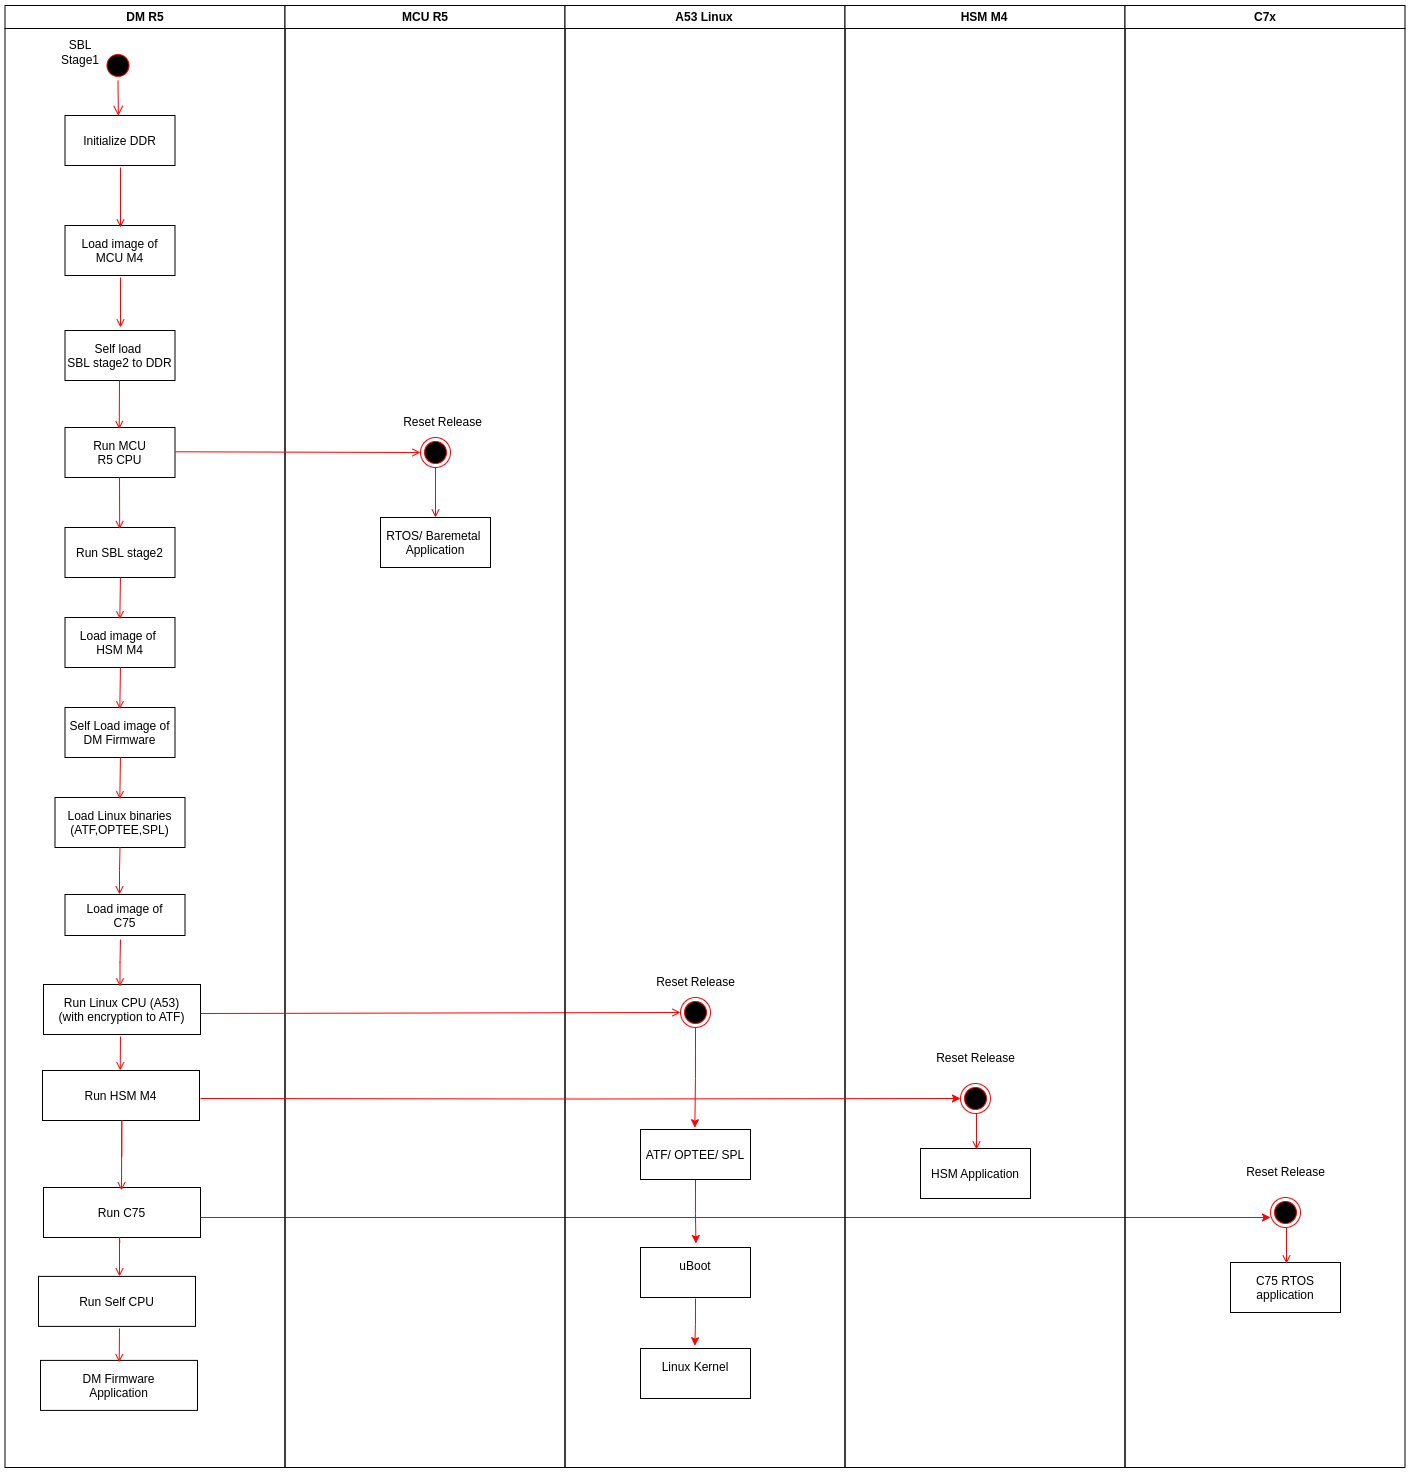 DM R5
MCU R5
A53 Linux
HSM M4
C7x
SBL
Stage1
Initialize DDR
Load image of
MCU M4
Self load
SBL stage2 to DDR
Run MCU
R5 CPU
Reset Release
RTOS/ Baremetal
Application
Run SBL stage2
Load image of
HSM M4
Self Load image of
DM Firmware
Load Linux binaries
(ATF,OPTEE,SPL)
Load image of
C75
Run Linux CPU (A53)
(with encryption to ATF)
Reset Release
Run HSM M4
Reset Release
ATF/ OPTEE/ SPL
HSM Application
Run C75
Reset Release
uBoot
C75 RTOS
application
Run Self CPU
Linux Kernel
DM Firmware
Application